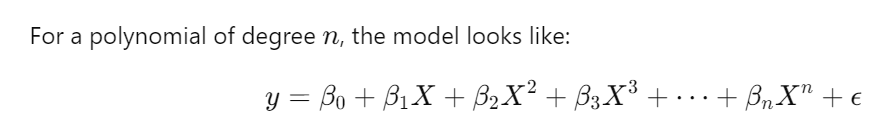 For a polynomial of degree n, the model looks like:
y = β₀ + β₁X + β₂X² + β₃X³ + ⋯ + βₙXⁿ + ϵ